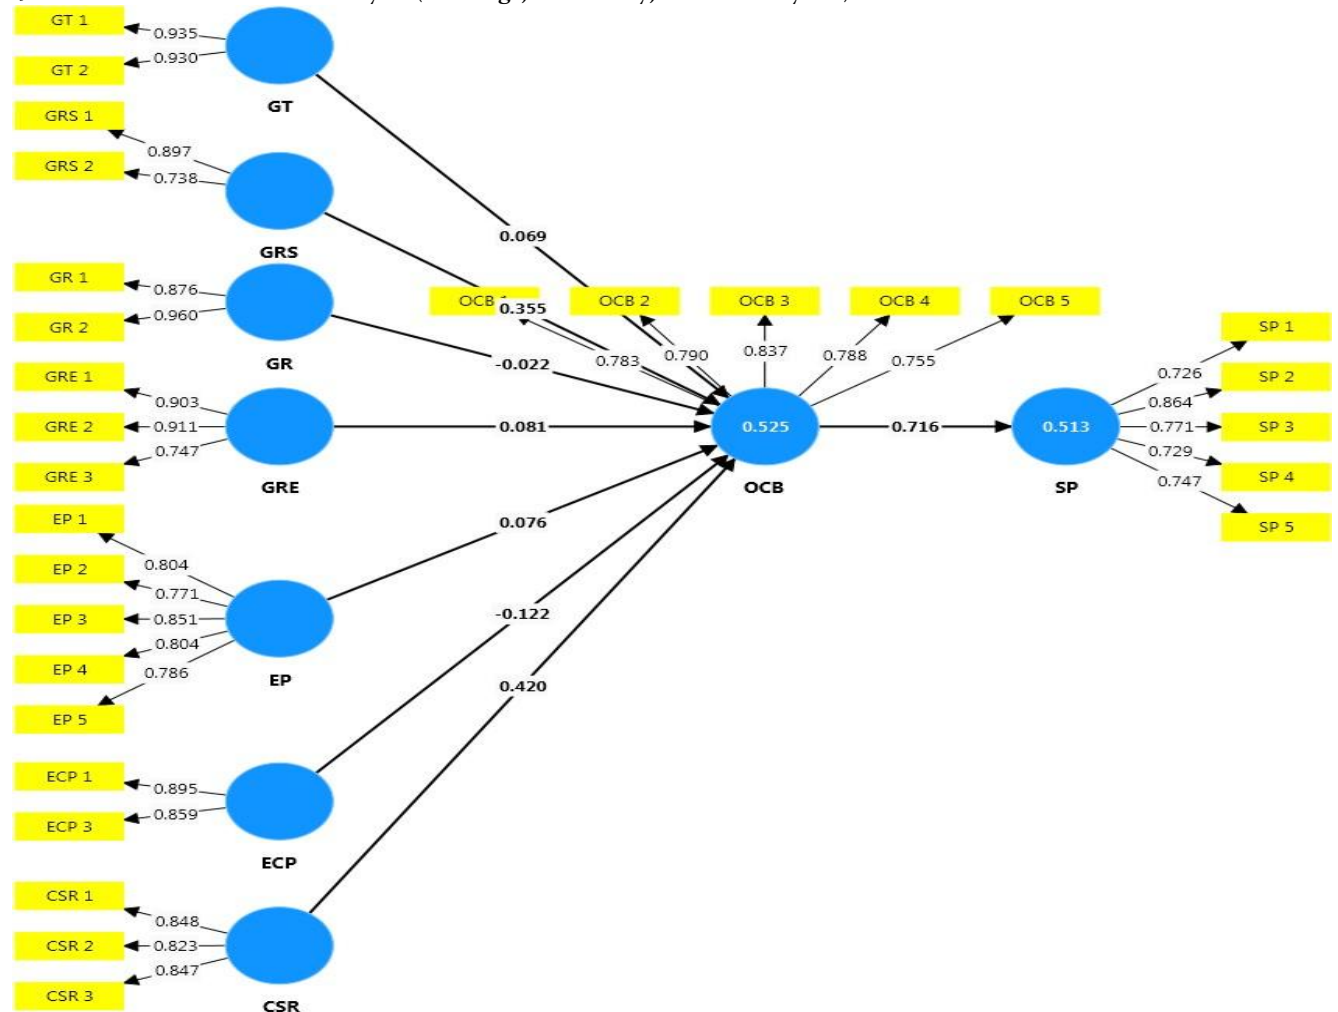 GT 1
0.935
0.930
GT 2
GT
GRS 1
0.897
GRS 2
0.738
GRS
GR 1
0.876
GR 2
0.960
GR
GRE 1
0.903
GRE 2
0.911
0.747
GRE 3
GRE
EP 1
0.804
EP 2
0.771
EP 3
0.851
0.804
EP 4
0.786
EP 5
EP
ECP 1
0.895
0.859
ECP 3
ECP
CSR 1
0.848
CSR 2
0.823
0.847
CSR 3
CSR
0.069
0.355
-0.022
0.081
0.076
-0.122
0.420
OCB
OCB 2
OCB 3
OCB 4
OCB 5
0.783
0.790
0.837
0.788
0.755
0.525
OCB
0.716
0.513
SP
SP 1
0.726
SP 2
0.864
SP 3
0.771
0.729
SP 4
0.747
SP 5